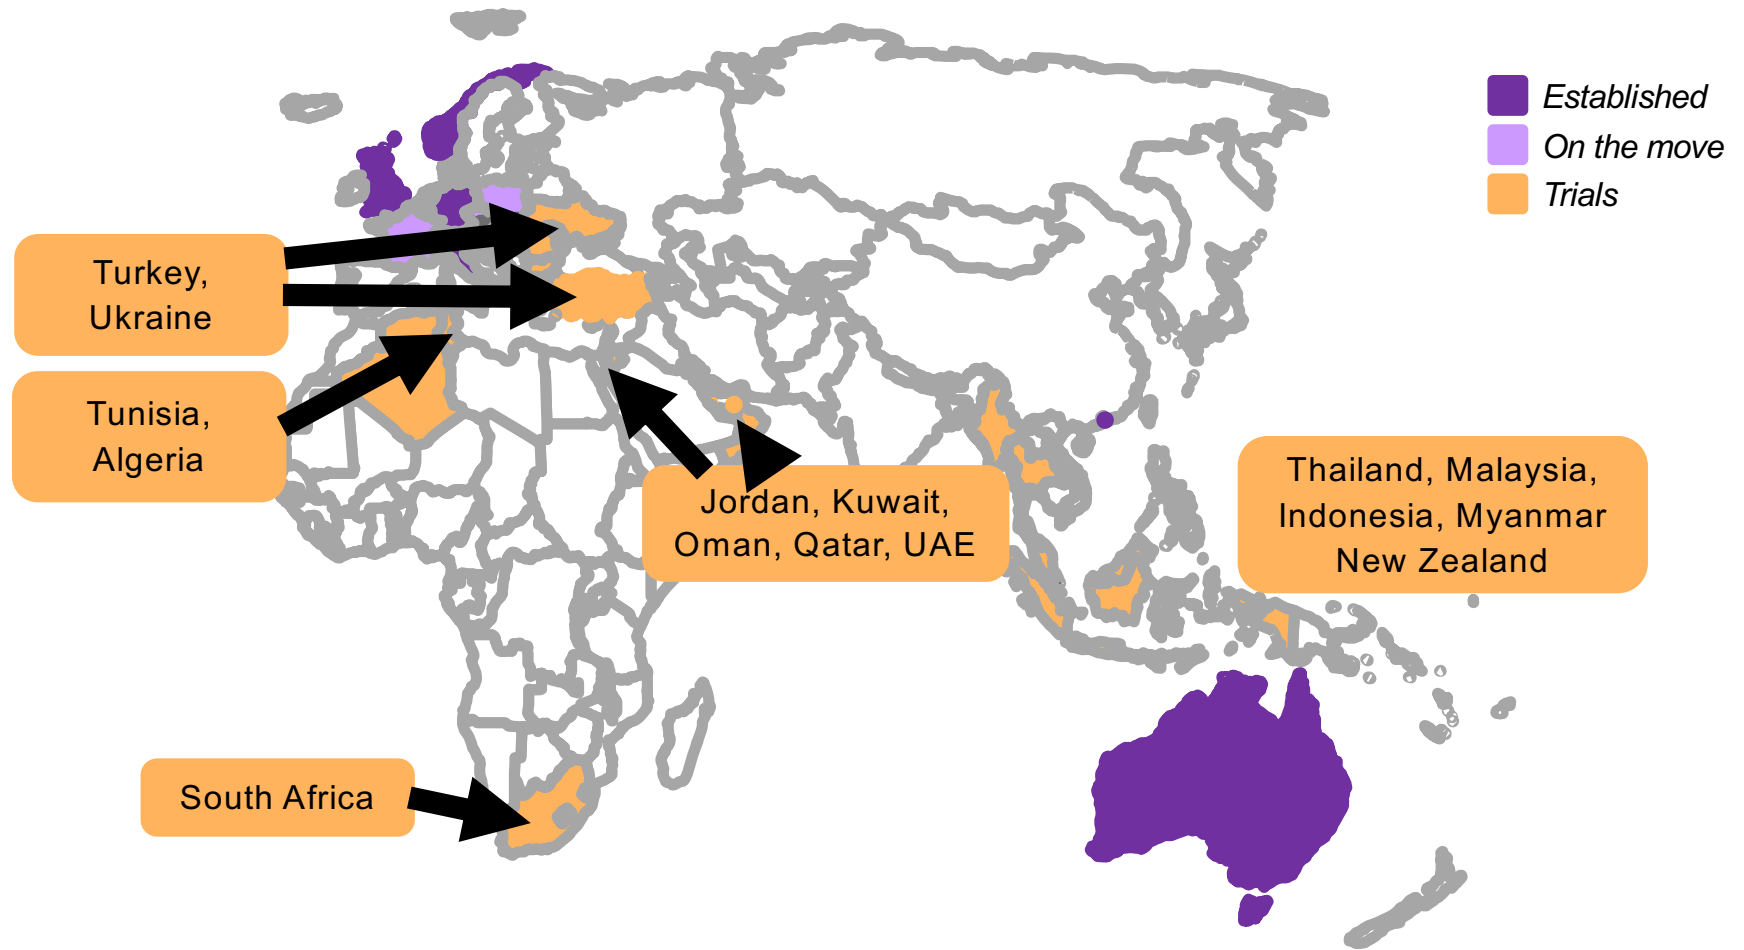 Established
On the move
Trials
Turkey,
Ukraine
Tunisia,
Algeria
Jordan, Kuwait,
Oman, Qatar, UAE
Thailand, Malaysia,
Indonesia, Myanmar
New Zealand
South Africa